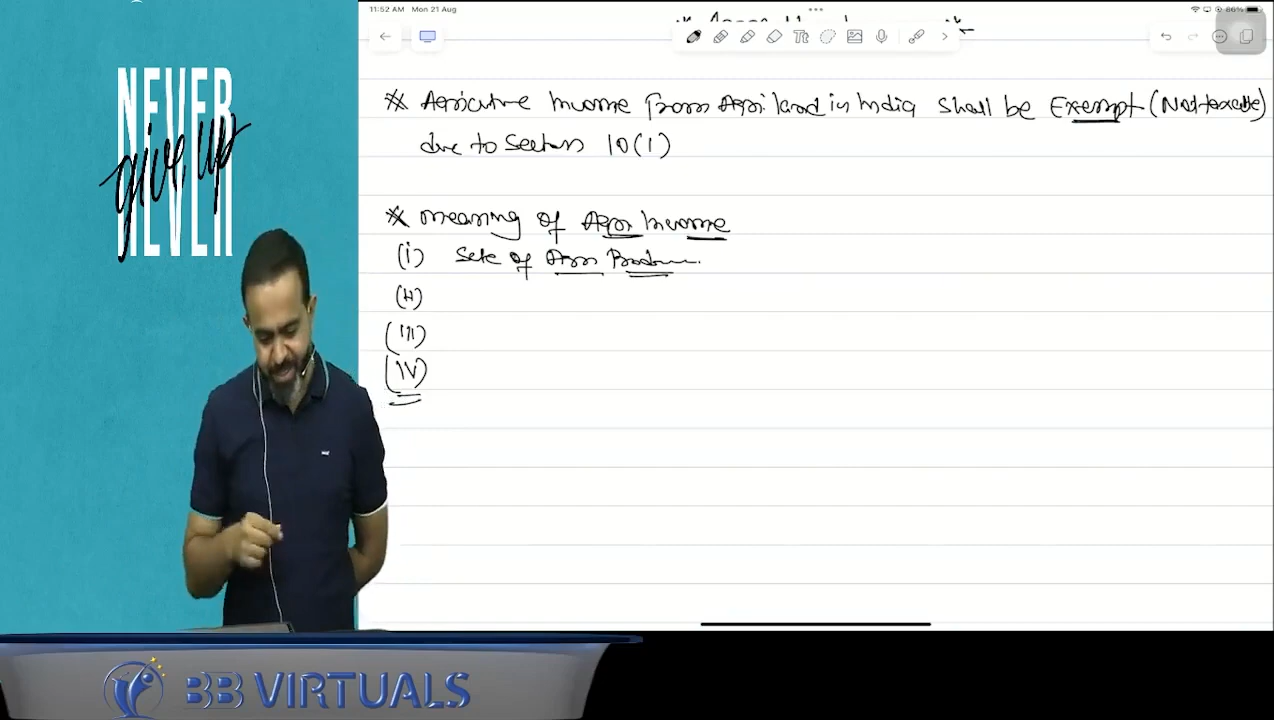 11:52 AM Mon 21 Aug
86%
NEVER
give up
NEVER
* Agriculture Income from Agri land in India shall be Exempt (Not taxable)
due to Section 10(1)
* meaning of Agri Income
(i) Sale of Agri Produce.
(ii)
(iii)
(iv)
BB VIRTUALS